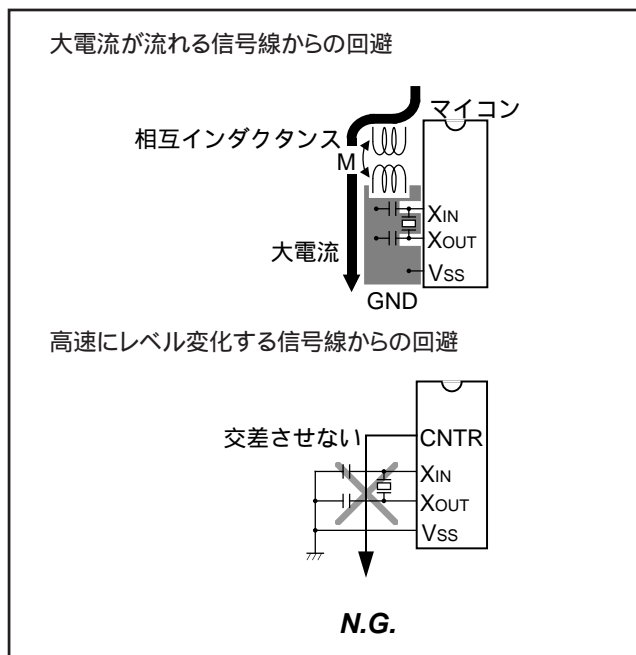 大電流が流れる信号線からの回避
マイコン
相互インダクタンス
M
XIN
XOUT
大電流
VSS
GND
高速にレベル変化する信号線からの回避
交差させない
CNTR
XIN
XOUT
VSS
N.G.